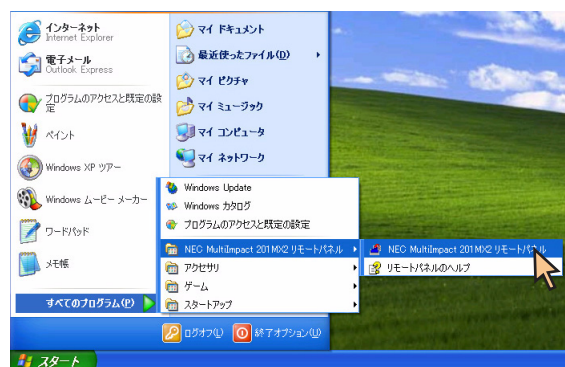 インターネット
Internet Explorer
電子メール
Outlook Express
プログラムのアクセスと既定の設
定
ペイント
Windows XP ツアー
Windows ムービー メーカー
ワードパッド
メモ帳
すべてのプログラム(P)
マイ ドキュメント
最近使ったファイル(D)
マイ ピクチャ
マイ ミュージック
マイ コンピュータ
マイ ネットワーク
Windows Update
Windows カタログ
プログラムのアクセスと既定の設定
NEC MultiImpact 201MX2 リモートパネル
アクセサリ
ゲーム
スタートアップ
NEC MultiImpact 201MX2 リモートパネル
リモートパネルのヘルプ
ログオフ(L)
終了オプション(U)
スタート